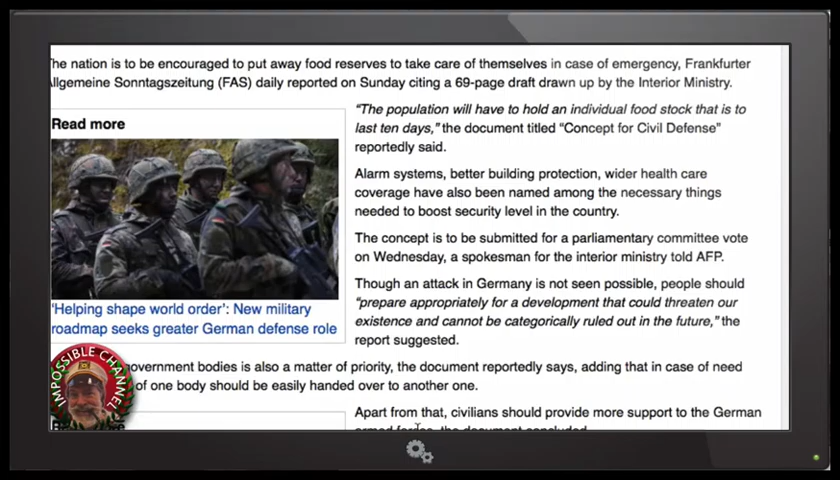 The nation is to be encouraged to put away food reserves to take care of themselves in case of emergency, Frankfurter
Allgemeine Sonntagszeitung (FAS) daily reported on Sunday citing a 69-page draft drawn up by the Interior Ministry.
Read more
'Helping shape world order': New military
roadmap seeks greater German defense role
"The population will have to hold an individual food stock that is to
last ten days," the document titled "Concept for Civil Defense"
reportedly said.
Alarm systems, better building protection, wider health care
coverage have also been named among the necessary things
needed to boost security level in the country.
The concept is to be submitted for a parliamentary committee vote
on Wednesday, a spokesman for the interior ministry told AFP.
Though an attack in Germany is not seen possible, people should
"prepare appropriately for a development that could threaten our
existence and cannot be categorically ruled out in the future," the
report suggested.
government bodies is also a matter of priority, the document reportedly says, adding that in case of need
of one body should be easily handed over to another one.
Apart from that, civilians should provide more support to the German
armed forces, the document concluded.
IMPOSSIBLE CHANNEL